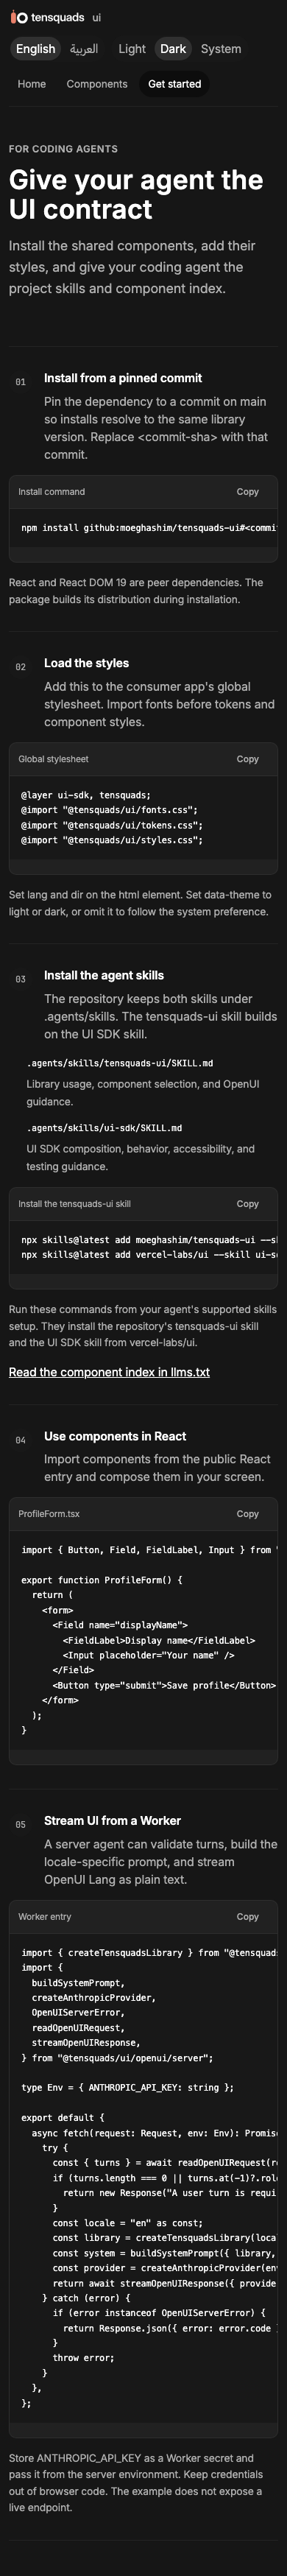 tensquads ui
English العربية Light Dark System
Home Components Get started
FOR CODING AGENTS
Give your agent the
UI contract
Install the shared components, add their
styles, and give your coding agent the
project skills and component index.
01
Install from a pinned commit
Pin the dependency to a commit on main
so installs resolve to the same library
version. Replace <commit-sha> with that
commit.
Install command Copy
npm install github:moeghashim/tensquads-ui#<commit
React and React DOM 19 are peer dependencies. The
package builds its distribution during installation.
02
Load the styles
Add this to the consumer app's global
stylesheet. Import fonts before tokens and
component styles.
Global stylesheet Copy
@layer ui-sdk, tensquads;
@import "@tensquads/ui/fonts.css";
@import "@tensquads/ui/tokens.css";
@import "@tensquads/ui/styles.css";
Set lang and dir on the html element. Set data-theme to
light or dark, or omit it to follow the system preference.
03
Install the agent skills
The repository keeps both skills under
.agents/skills. The tensquads-ui skill builds
on the UI SDK skill.
.agents/skills/tensquads-ui/SKILL.md
Library usage, component selection, and OpenUI
guidance.
.agents/skills/ui-sdk/SKILL.md
UI SDK composition, behavior, accessibility, and
testing guidance.
Install the tensquads-ui skill Copy
npx skills@latest add moeghashim/tensquads-ui --sk
npx skills@latest add vercel-labs/ui --skill ui-sd
Run these commands from your agent's supported skills
setup. They install the repository's tensquads-ui skill
and the UI SDK skill from vercel-labs/ui.
Read the component index in llms.txt
04
Use components in React
Import components from the public React
entry and compose them in your screen.
ProfileForm.tsx Copy
import { Button, Field, FieldLabel, Input } from "
export function ProfileForm() {
return (
<form>
<Field name="displayName">
<FieldLabel>Display name</FieldLabel>
<Input placeholder="Your name" />
</Field>
<Button type="submit">Save profile</Button>
</form>
);
}
05
Stream UI from a Worker
A server agent can validate turns, build the
locale-specific prompt, and stream
OpenUI Lang as plain text.
Worker entry Copy
import { createTensquadsLibrary } from "@tensquads
import {
buildSystemPrompt,
createAnthropicProvider,
OpenUIServerError,
readOpenUIRequest,
streamOpenUIResponse,
} from "@tensquads/ui/openui/server";
type Env = { ANTHROPIC_API_KEY: string };
export default {
async fetch(request: Request, env: Env): Promise
try {
const { turns } = await readOpenUIRequest(re
if (turns.length === 0 || turns.at(-1)?.role
return new Response("A user turn is requi
}
const locale = "en" as const;
const library = createTensquadsLibrary(local
const system = buildSystemPrompt({ library,
const provider = createAnthropicProvider(env
return await streamOpenUIResponse({ provide
} catch (error) {
if (error instanceof OpenUIServerError) {
return Response.json({ error: error.code }
}
throw error;
}
},
};
Store ANTHROPIC_API_KEY as a Worker secret and
pass it from the server environment. Keep credentials
out of browser code. The example does not expose a
live endpoint.